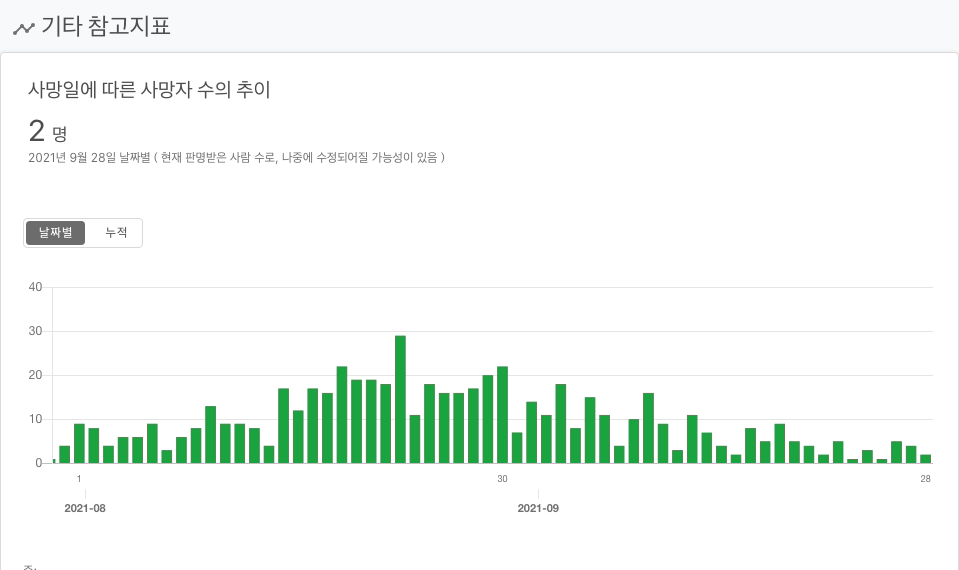 기타 참고지표
사망일에 따른 사망자 수의 추이
2 명
2021년 9월 28일 날짜별 ( 현재 판명받은 사람 수로, 나중에 수정되어질 가능성이 있음 )
날짜별 누적
40
30
20
10
0
1 30 28
2021-08 2021-09